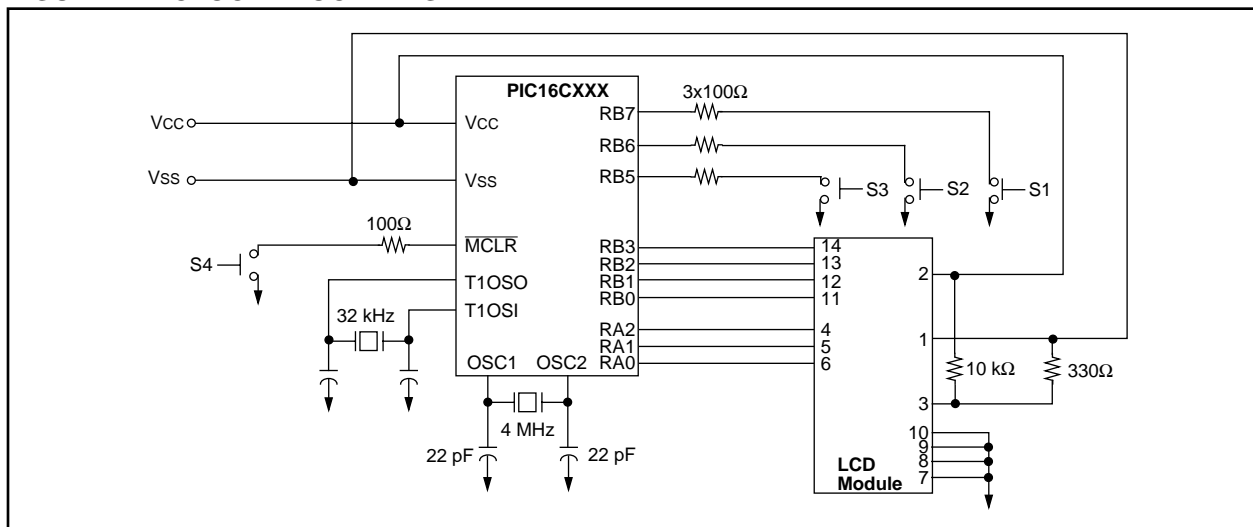 PIC16CXXX
3x100Ω
RB7
VCC
VCC
RB6
VSS
VSS
RB5
S3
S2
S1
100Ω
MCLR
RB3
14
S4
RB2
13
2
T1OSO
RB1
12
RB0
11
32 kHz
T1OSI
RA2
4
1
RA1
5
OSC1
OSC2
RA0
6
10 kΩ
330Ω
3
4 MHz
10
22 pF
22 pF
9
LCD
8
Module
7